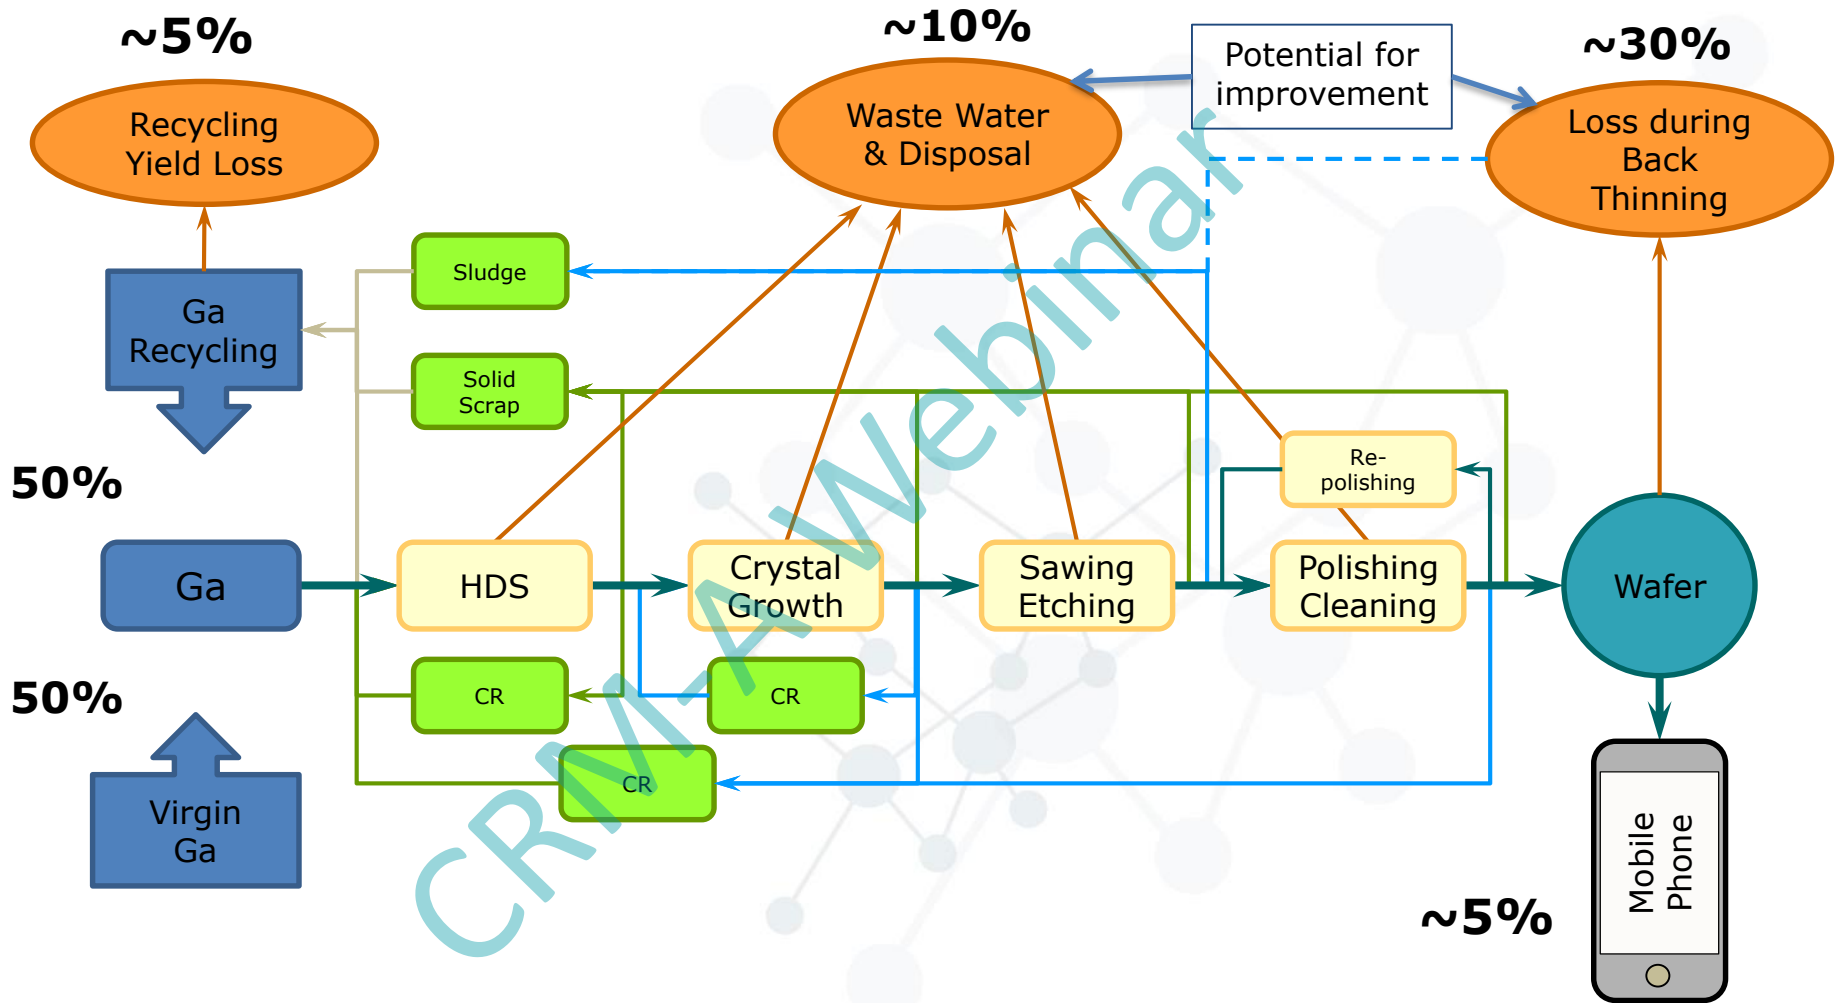 ~5%
~10%
~30%
Potential for
improvement
Recycling
Yield Loss
Waste Water
& Disposal
Loss during
Back
Thinning
Sludge
Ga
Recycling
Solid
Scrap
50%
Re-
polishing
Ga
HDS
Crystal
Growth
Sawing
Etching
Polishing
Cleaning
Wafer
50%
CR
CR
CR
Virgin
Ga
Mobile
Phone
~5%
CRM-A Webinar